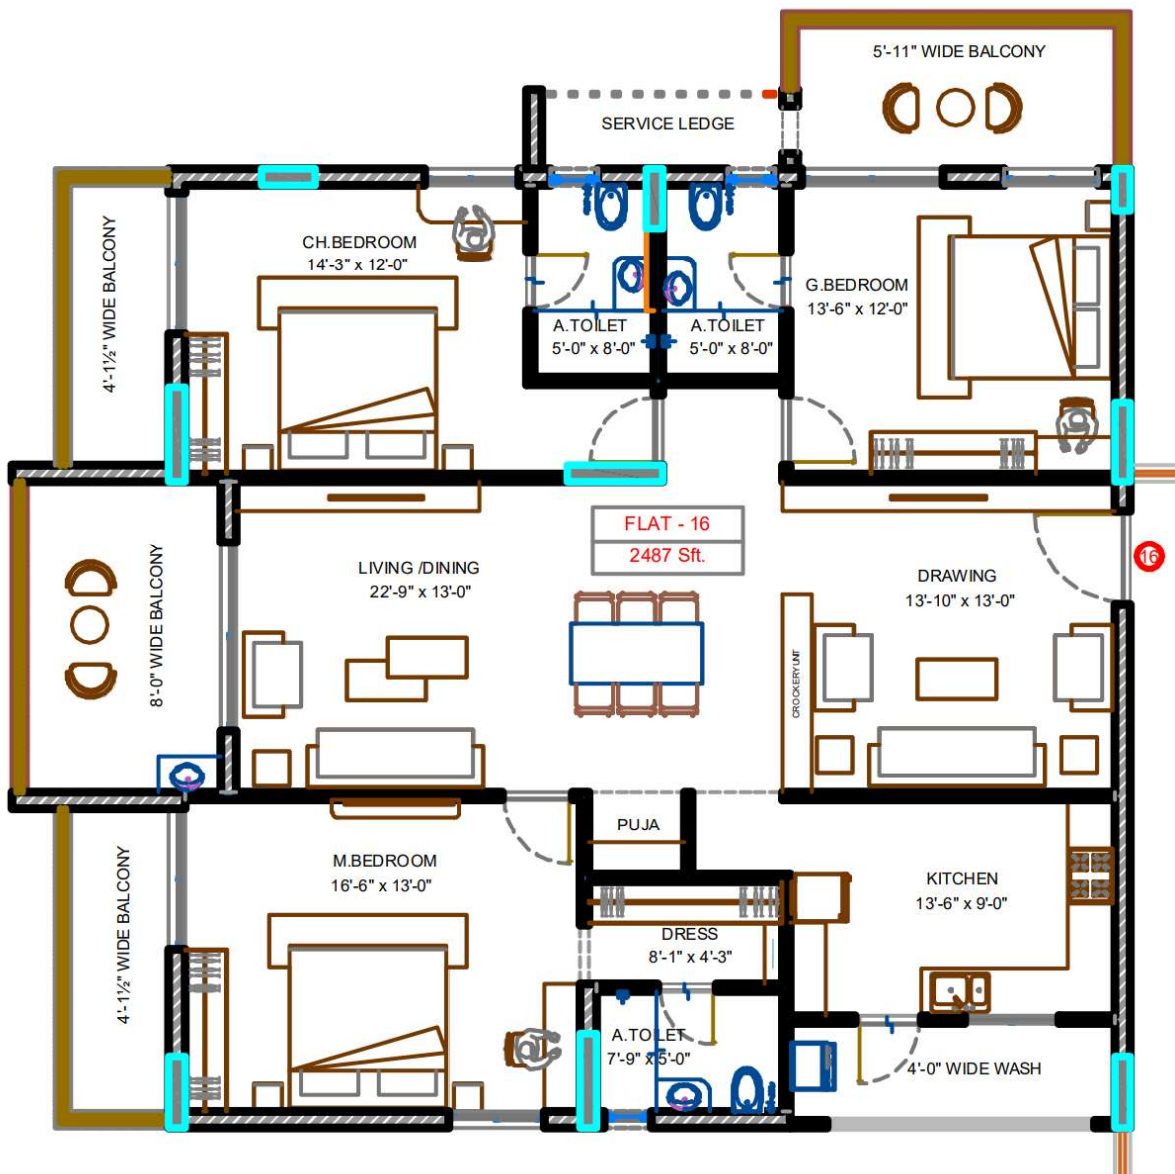 5'-11" WIDE BALCONY
SERVICE LEDGE
4'-1½" WIDE BALCONY
CH.BEDROOM
14'-3" x 12'-0"
A.TOILET
5'-0" x 8'-0"
A.TOILET
5'-0" x 8'-0"
G.BEDROOM
13'-6" x 12'-0"
FLAT - 16
2487 Sft.
16
8'-0" WIDE BALCONY
LIVING /DINING
22'-9" x 13'-0"
CROCKERY UNIT
DRAWING
13'-10" x 13'-0"
PUJA
4'-1½" WIDE BALCONY
M.BEDROOM
16'-6" x 13'-0"
KITCHEN
13'-6" x 9'-0"
DRESS
8'-1" x 4'-3"
A.TOILET
7'-9" x 5'-0"
4'-0" WIDE WASH